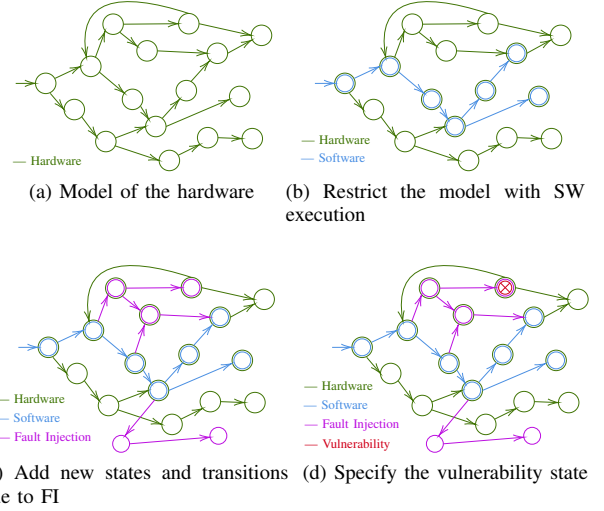 — Hardware
(a) Model of the hardware
— Hardware
— Software
(b) Restrict the model with SW
execution
— Hardware
— Software
— Fault Injection
) Add new states and transitions
to FI
— Hardware
— Software
— Fault Injection
— Vulnerability
(d) Specify the vulnerability state